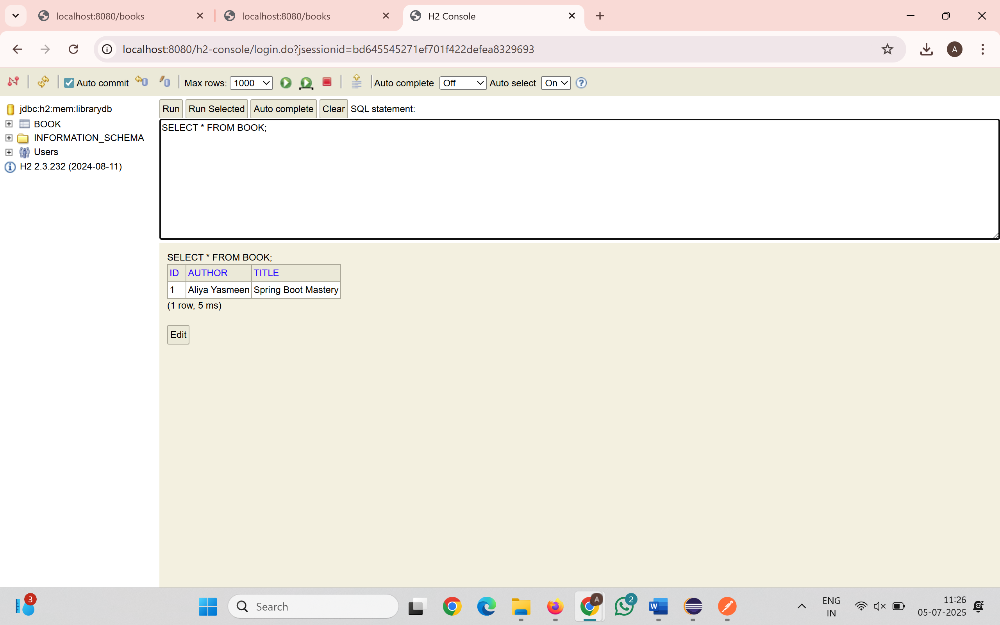 localhost:8080/books
localhost:8080/books
H2 Console
localhost:8080/h2-console/login.do?jsessionid=bd645545271ef701f422defea8329693
A
Auto commit
Max rows: 1000
Auto complete Off
Auto select On
jdbc:h2:mem:librarydb
BOOK
INFORMATION_SCHEMA
Users
H2 2.3.232 (2024-08-11)
Run Run Selected Auto complete Clear SQL statement:
SELECT * FROM BOOK;
SELECT * FROM BOOK;
ID AUTHOR TITLE
1 Aliya Yasmeen Spring Boot Mastery
(1 row, 5 ms)
Edit
3
Search
A
2
W
ENG
IN
11:26
05-07-2025